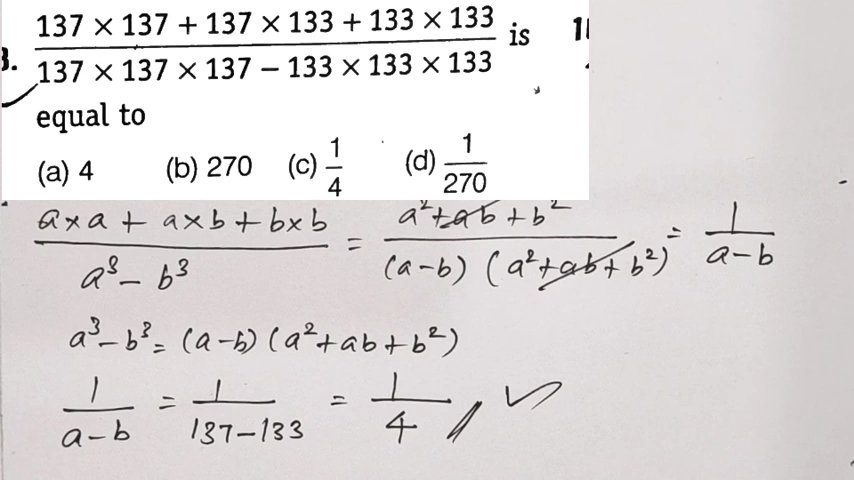 137 × 137 + 137 × 133 + 133 × 133
137 × 137 × 137 − 133 × 133 × 133 is
equal to
(a) 4 (b) 270 (c) 1/4 (d) 1/270
a×a + a×b + b×b / a³ − b³ = a²+ab+b² / (a−b) (a²+ab+b²) = 1 / a−b
a³−b³ = (a−b) (a²+ab+b²)
1 / a−b = 1 / 137−133 = 1 / 4